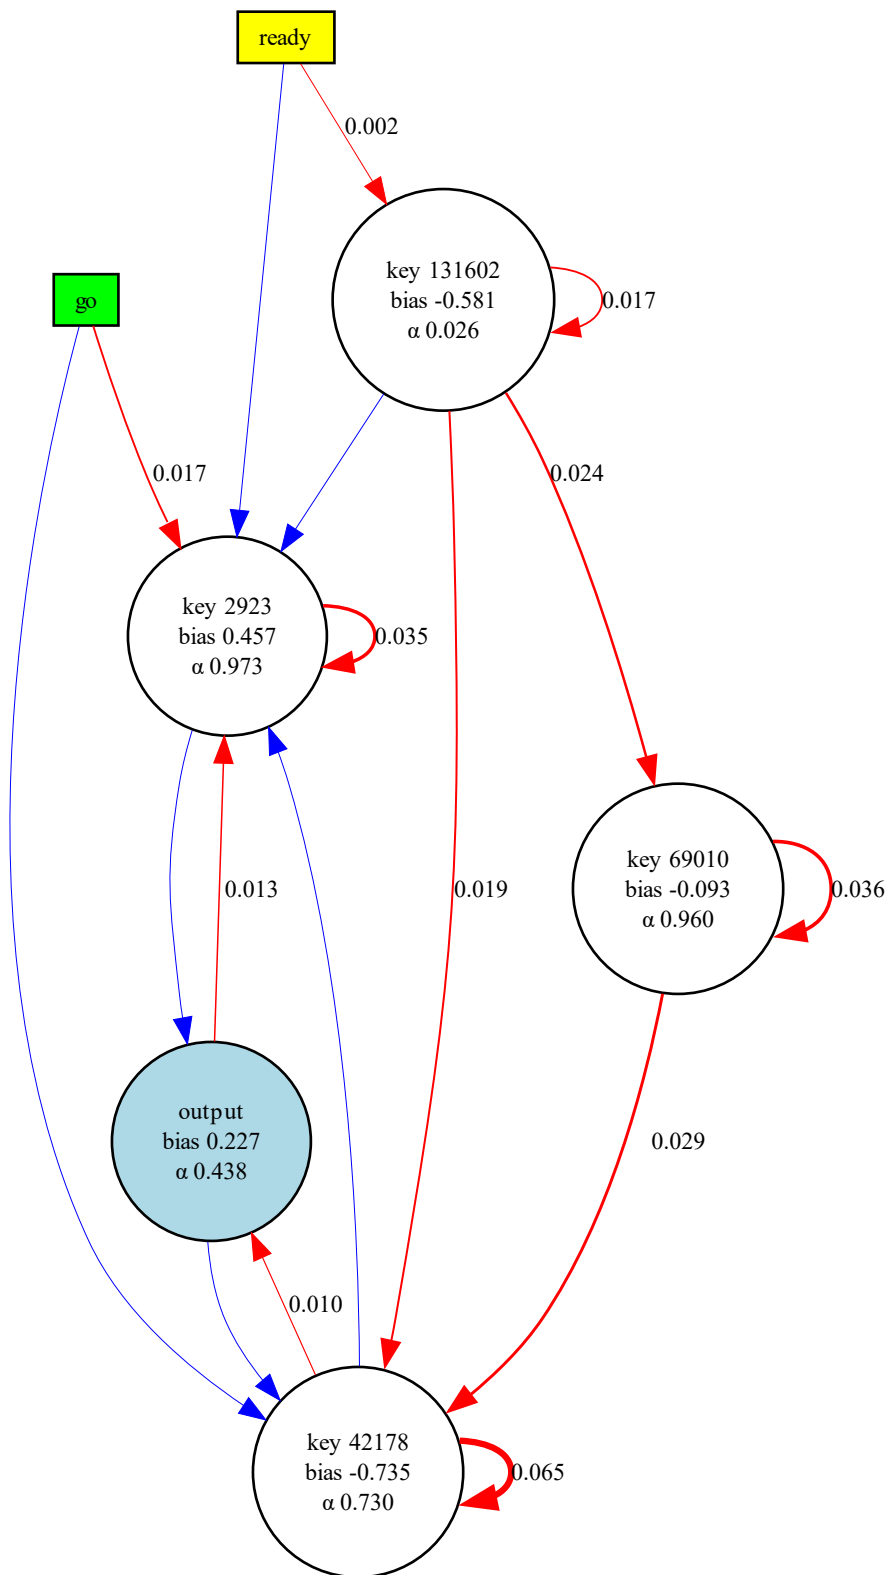 ready
0.002
key 131602
bias -0.581
α 0.026
0.017
go
0.017
0.024
key 2923
bias 0.457
α 0.973
0.035
key 69010
bias -0.093
α 0.960
0.036
0.013
0.019
output
bias 0.227
α 0.438
0.029
0.010
key 42178
bias -0.735
α 0.730
0.065